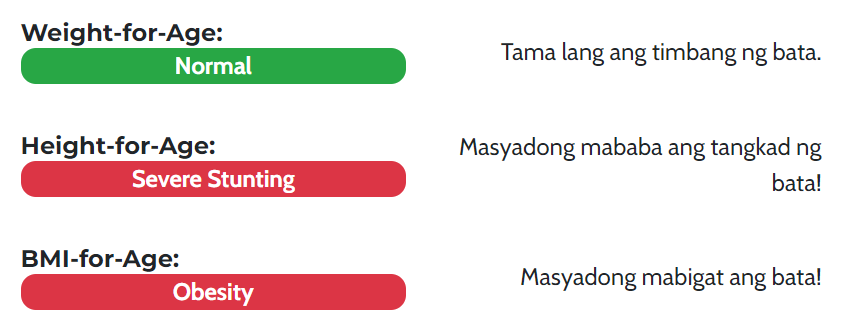 Weight-for-Age:
Normal
Tama lang ang timbang ng bata.
Height-for-Age:
Severe Stunting
Masyadong mababa ang tangkad ng
bata!
BMI-for-Age:
Obesity
Masyadong mabigat ang bata!